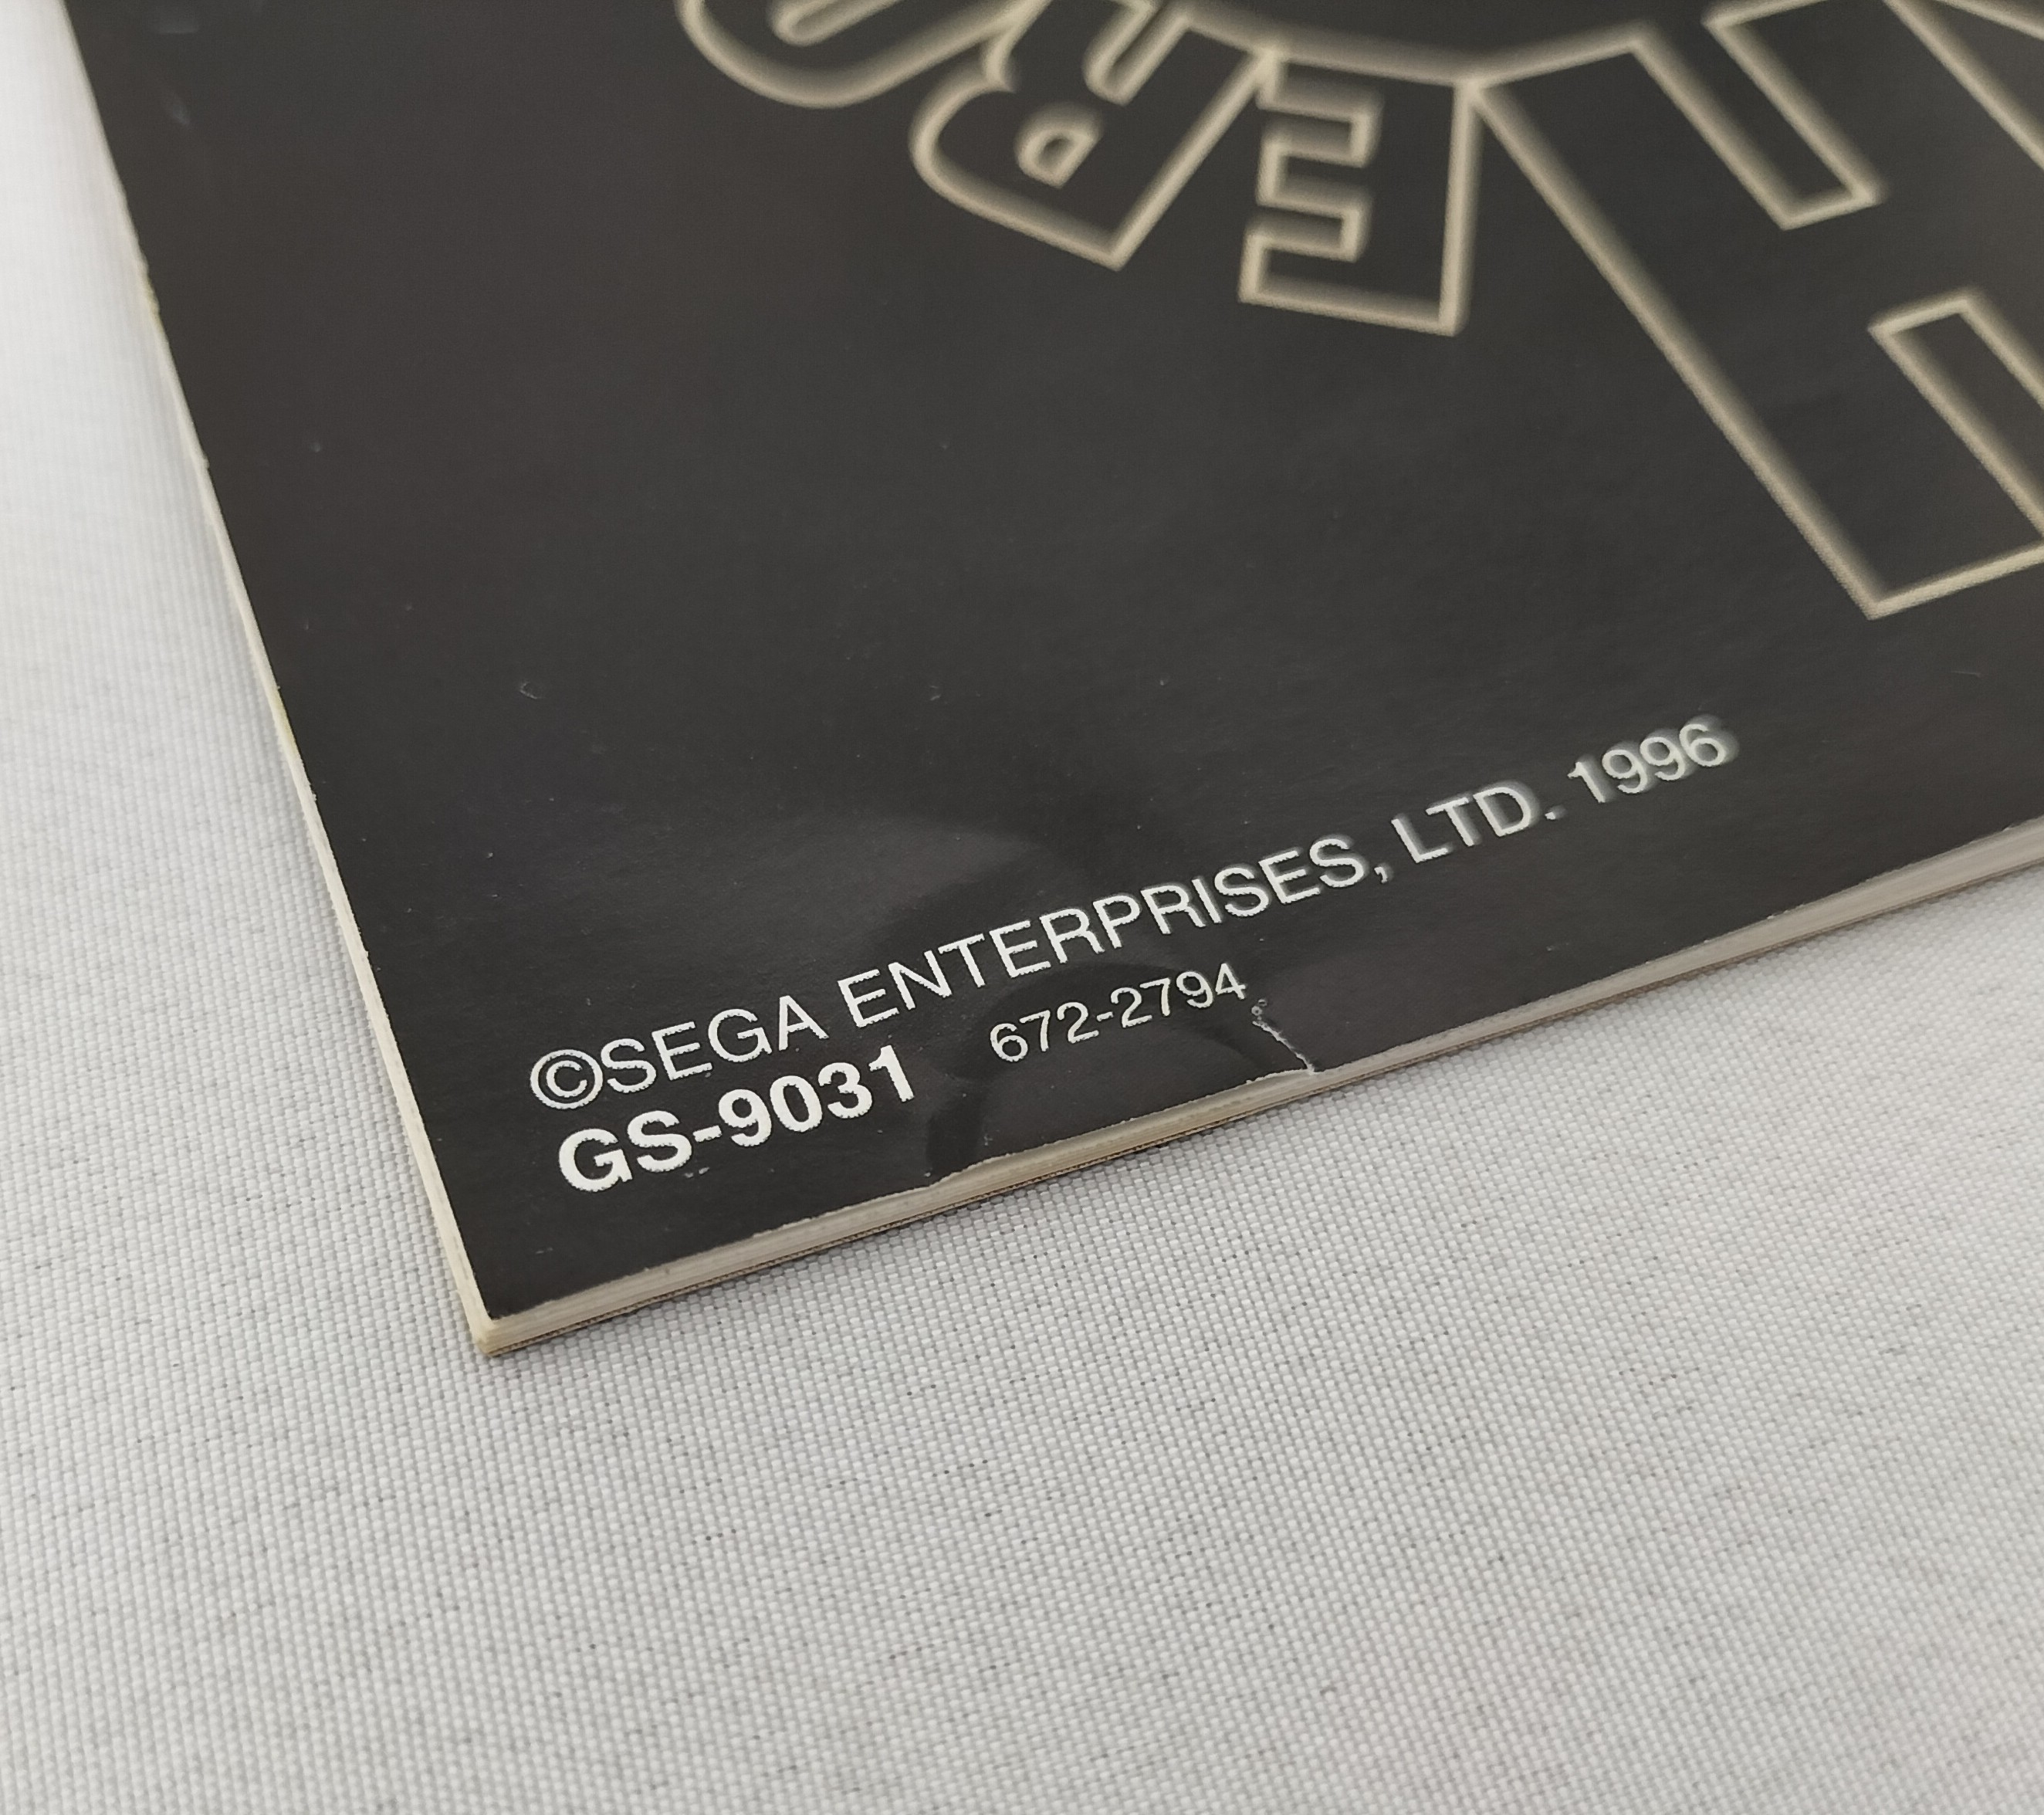 ©SEGA ENTERPRISES, LTD. 1996
GS-9031 672-2794